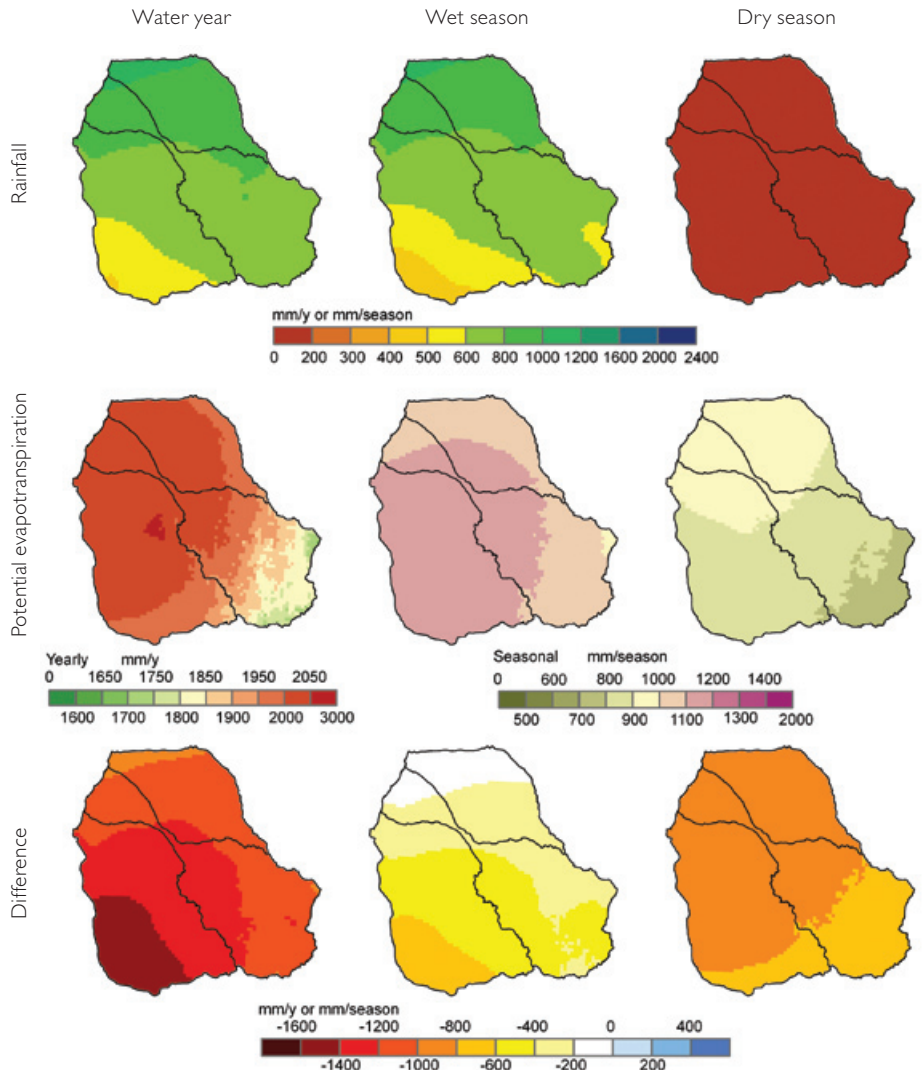 Water year Wet season Dry season
Rainfall
mm/y or mm/season
0 200 300 400 500 600 800 1000 1200 1600 2000 2400
Potential evapotranspiration
Yearly mm/y
0 1650 1750 1850 1950 2050
1600 1700 1800 1900 2000 3000
Seasonal mm/season
0 600 800 1000 1200 1400
500 700 900 1100 1300 2000
Difference
mm/y or mm/season
-1600 -1200 -800 -400 0 400
-1400 -1000 -600 -200 200